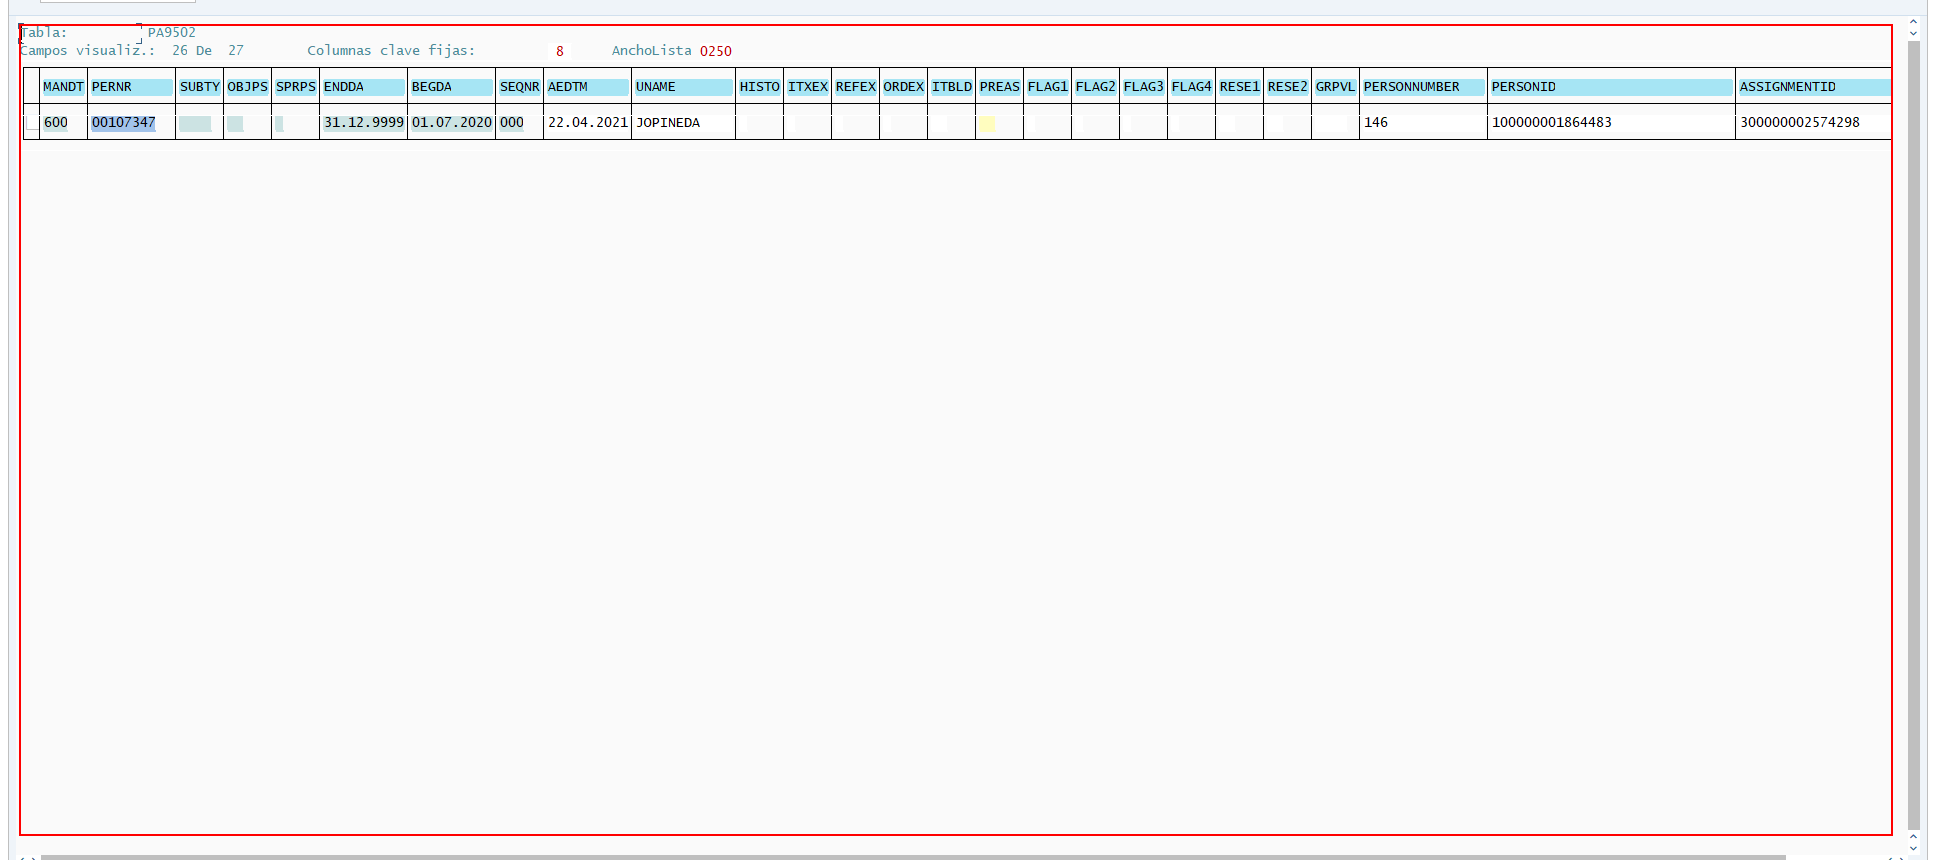 Tabla: PA9502
Campos visualiz.: 26 De 27 Columnas clave fijas: 8 AnchoLista 0250
MANDT PERNR SUBTY OBJPS SPRPS ENDDA BEGDA SEQNR AEDTM UNAME HISTO ITXEX REFEX ORDEX ITBLD PREAS FLAG1 FLAG2 FLAG3 FLAG4 RESE1 RESE2 GRPVL PERSONNUMBER PERSONID ASSIGNMENTID
600 00107347 31.12.9999 01.07.2020 000 22.04.2021 JOPINEDA 146 100000001864483 300000002574298